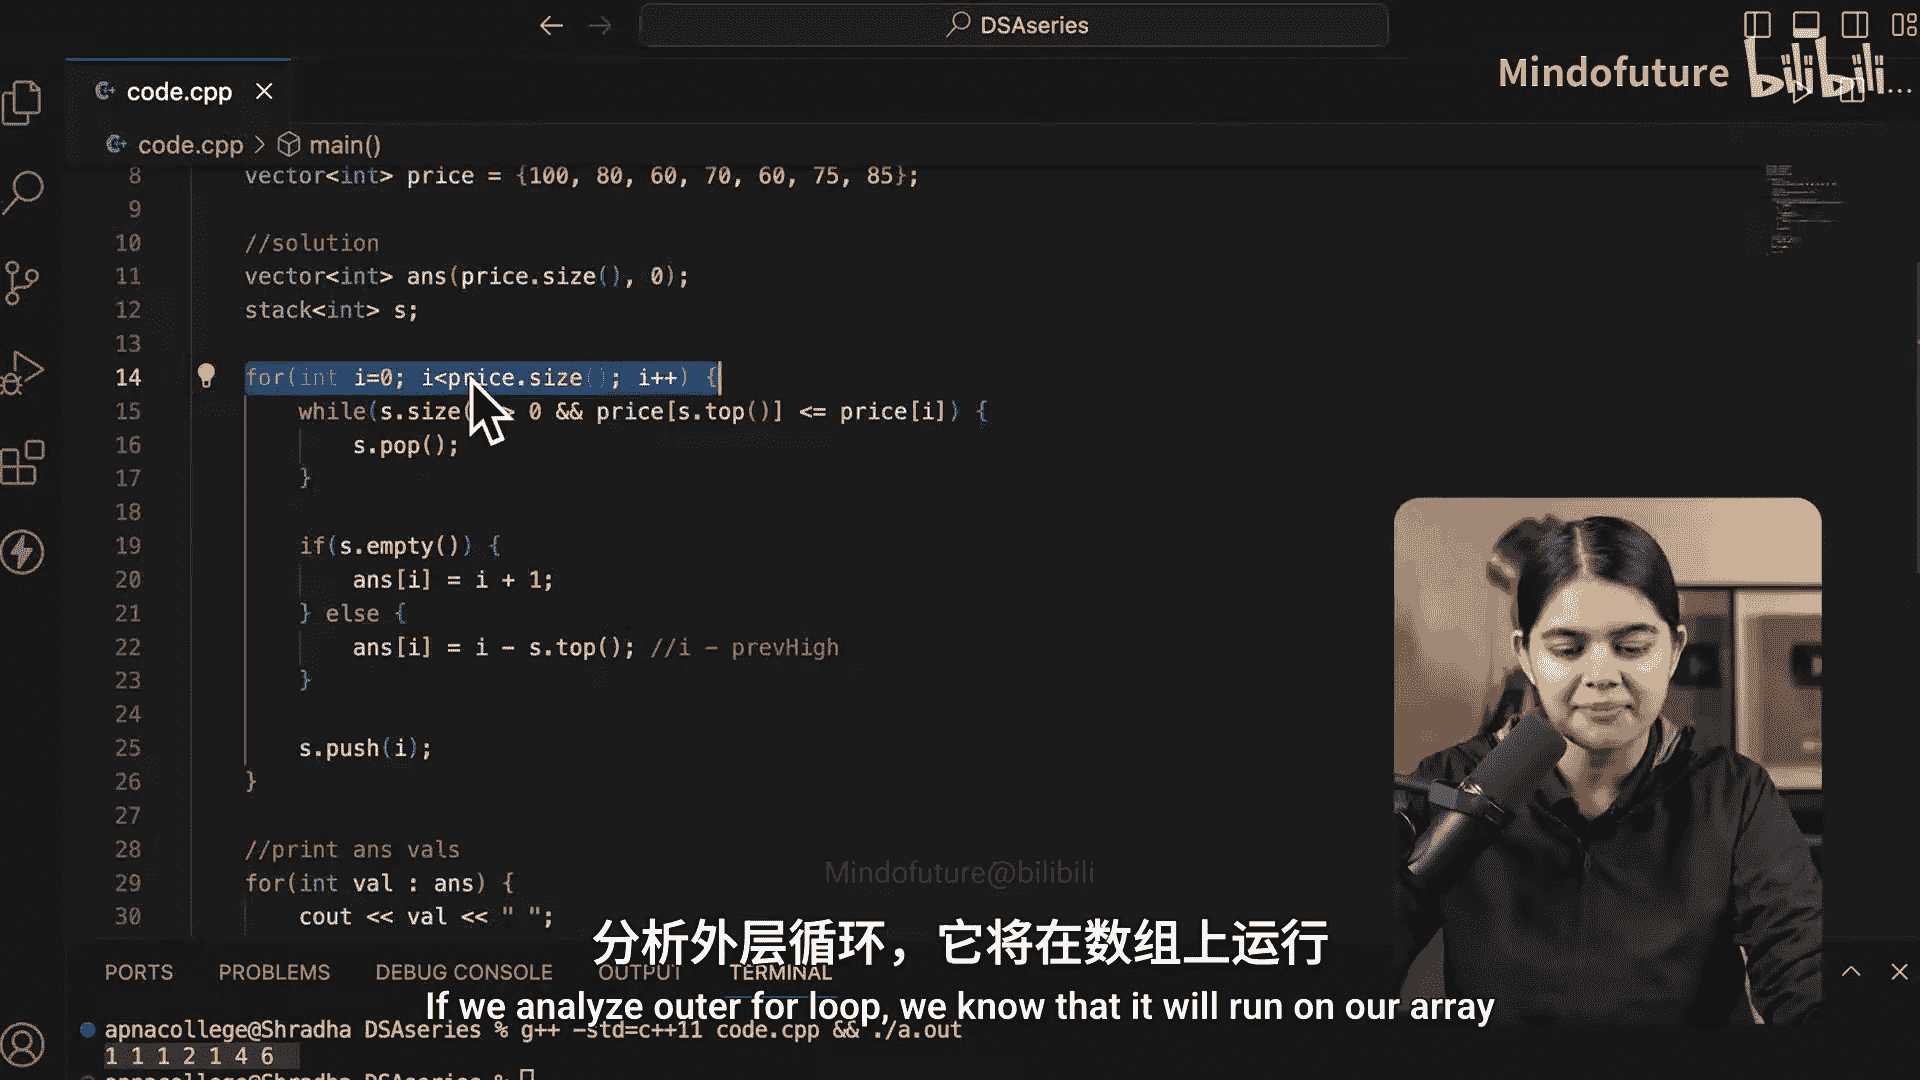 DSAseries
Mindofuture bilibili
code.cpp
code.cpp > main()
8 vector<int> price = {100, 80, 60, 70, 60, 75, 85};
9
10 //solution
11 vector<int> ans(price.size(), 0);
12 stack<int> s;
13
14 for(int i=0; i<price.size(); i++) {
15 while(s.size( > 0 && price[s.top()] <= price[i]) {
16 s.pop();
17 }
18
19 if(s.empty()) {
20 ans[i] = i + 1;
21 } else {
22 ans[i] = i - s.top(); //i - prevHigh
23 }
24
25 s.push(i);
26 }
27
28 //print ans vals
29 for(int val : ans) {
30 cout << val << " ";
Mindofuture@bilibili
分析外层循环，它将在数组上运行
PORTS PROBLEMS DEBUG CONSOLE OUTPUT TERMINAL
If we analyze outer for loop, we know that it will run on our array
apnacollege@Shradha DSAseries % g++ -std=c++11 code.cpp && ./a.out
1 1 1 2 1 4 6
apnacollege@Shradha DSAseries %